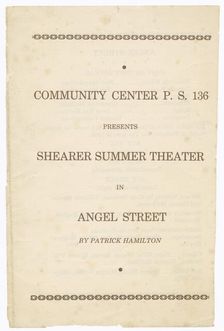 COMMUNITY CENTER P. S. 136
PRESENTS
SHEARER SUMMER THEATER
IN
ANGEL STREET
BY PATRICK HAMILTON